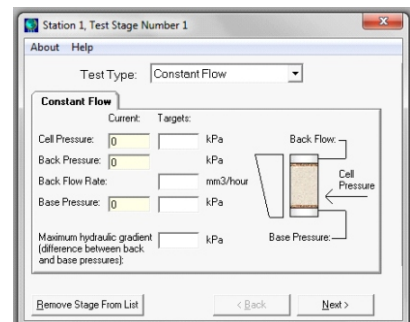 Station 1, Test Stage Number 1
About Help
Test Type: Constant Flow
Constant Flow
Current: Targets:
Cell Pressure: 0 kPa
Back Pressure: 0 kPa
Back Flow Rate: mm3/hour
Base Pressure: 0 kPa
Maximum hydraulic gradient
(difference between back
and base pressures): kPa
Back Flow:
Cell
Pressure
Base Pressure:
Remove Stage From List < Back Next >